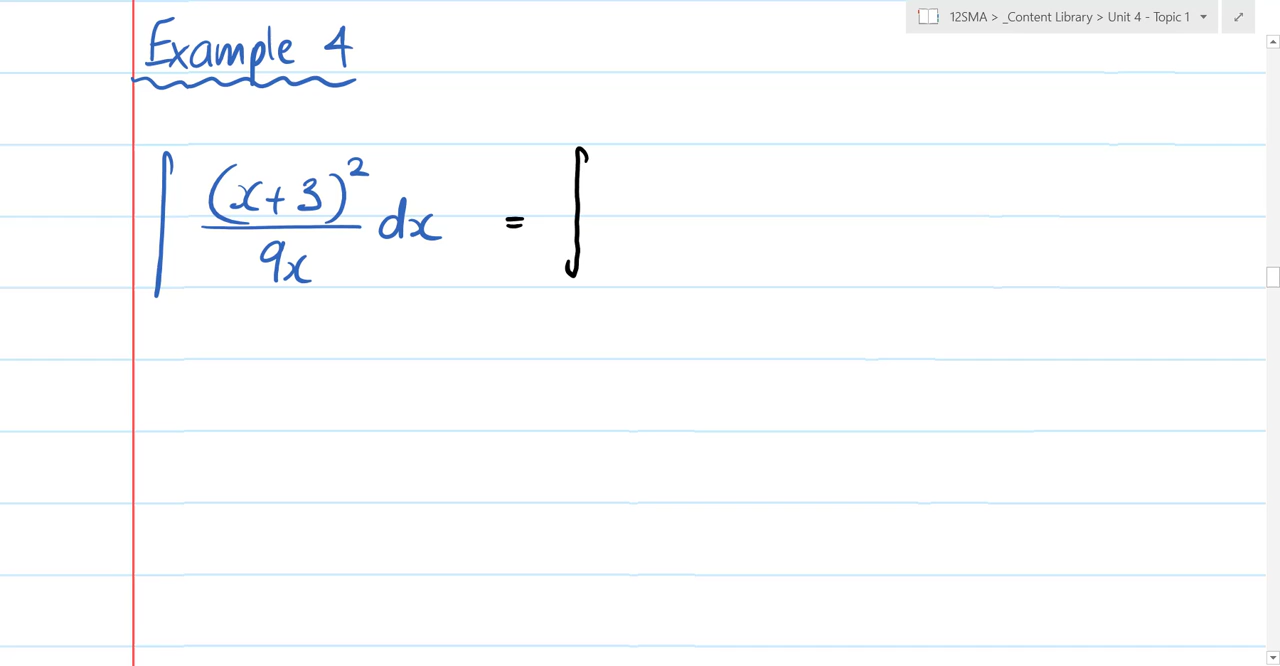 12SMA > _Content Library > Unit 4 - Topic 1
Example 4
∫ (x+3)² / 9x dx = ∫